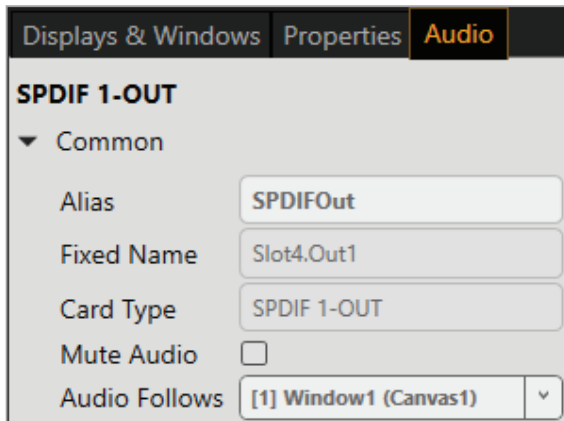 Displays & Windows Properties Audio
SPDIF 1-OUT
Common
Alias SPDIFOut
Fixed Name Slot4.Out1
Card Type SPDIF 1-OUT
Mute Audio
Audio Follows [1] Window1 (Canvas1)